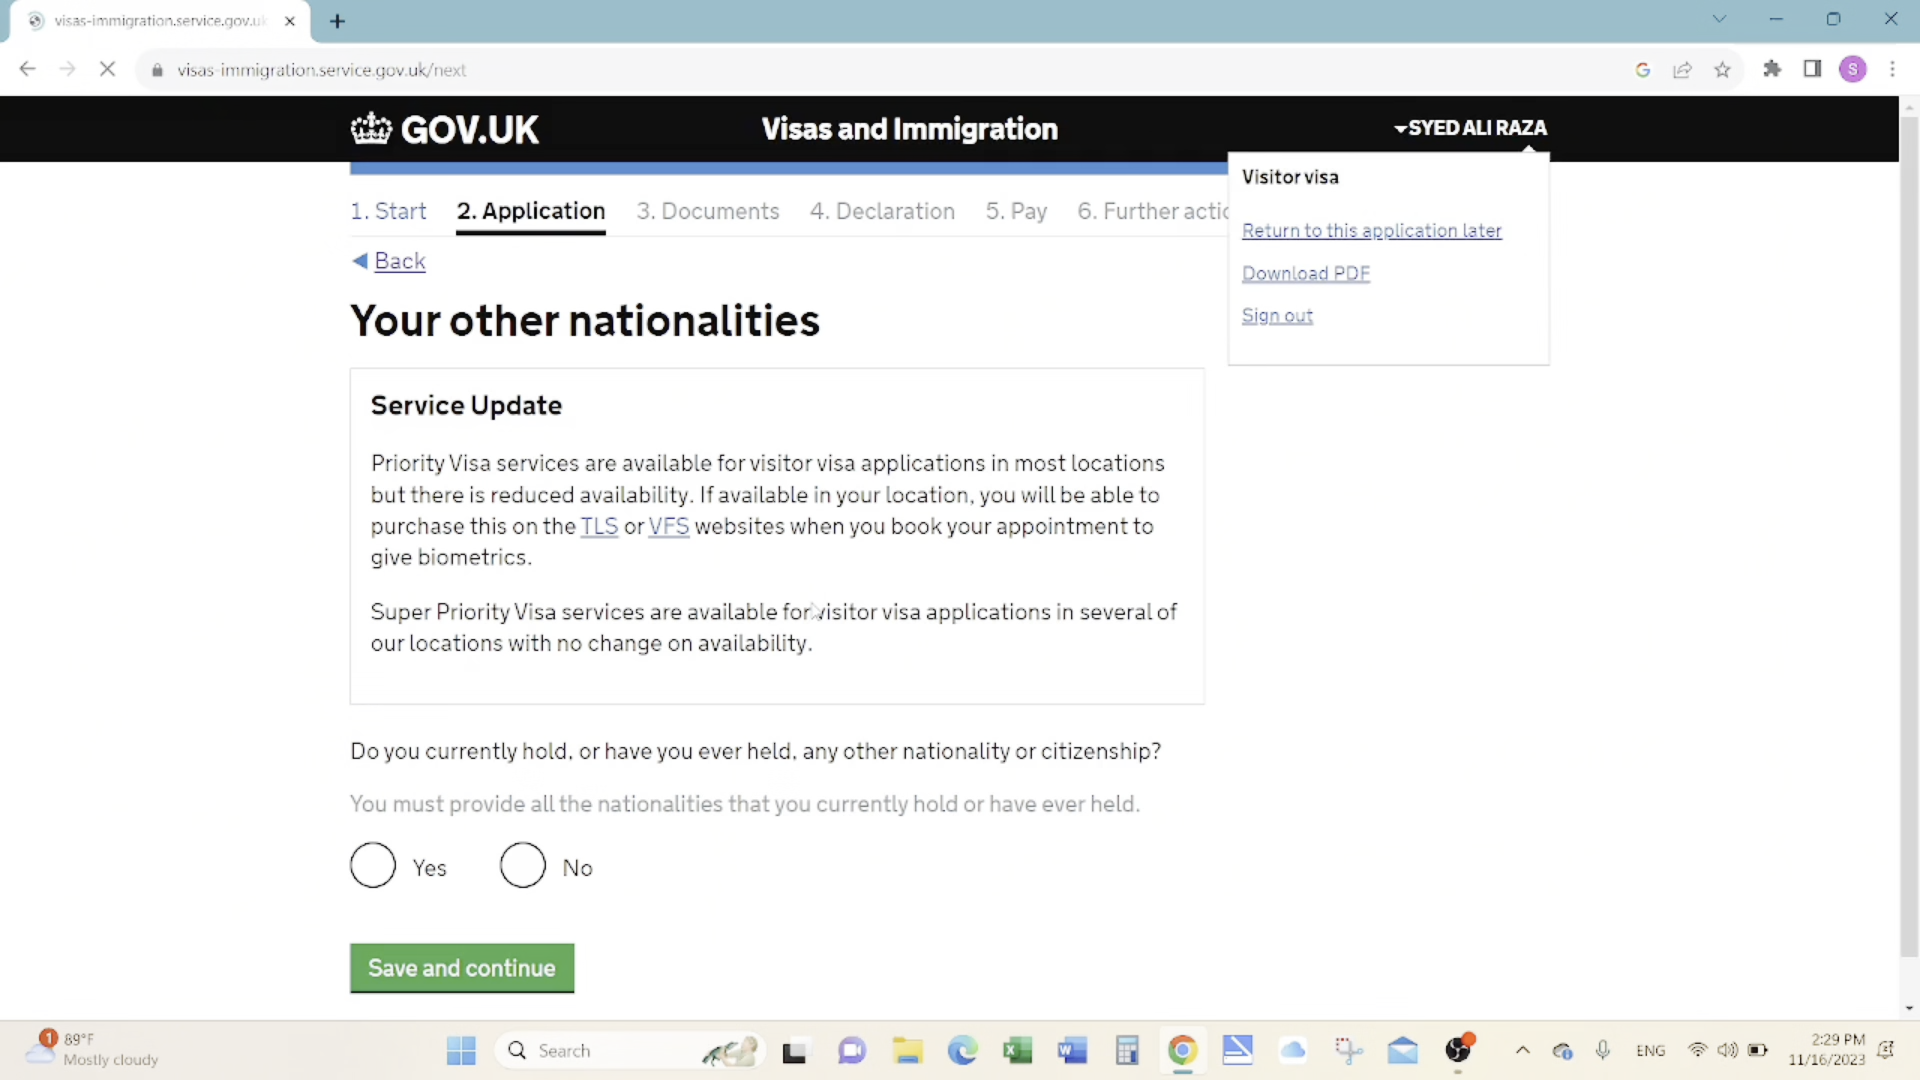 visas-immigration.service.gov.uk
visas-immigration.service.gov.uk/next
S
GOV.UK
Visas and Immigration
SYED ALI RAZA
Visitor visa
Return to this application later
Download PDF
Sign out
1. Start 2. Application 3. Documents 4. Declaration 5. Pay 6. Further actio
Back
Your other nationalities
Service Update
Priority Visa services are available for visitor visa applications in most locations
but there is reduced availability. If available in your location, you will be able to
purchase this on the TLS or VFS websites when you book your appointment to
give biometrics.
Super Priority Visa services are available for visitor visa applications in several of
our locations with no change on availability.
Do you currently hold, or have you ever held, any other nationality or citizenship?
You must provide all the nationalities that you currently hold or have ever held.
Yes No
Save and continue
1
89°F
Mostly cloudy
Search
ENG
2:29 PM
11/16/2023